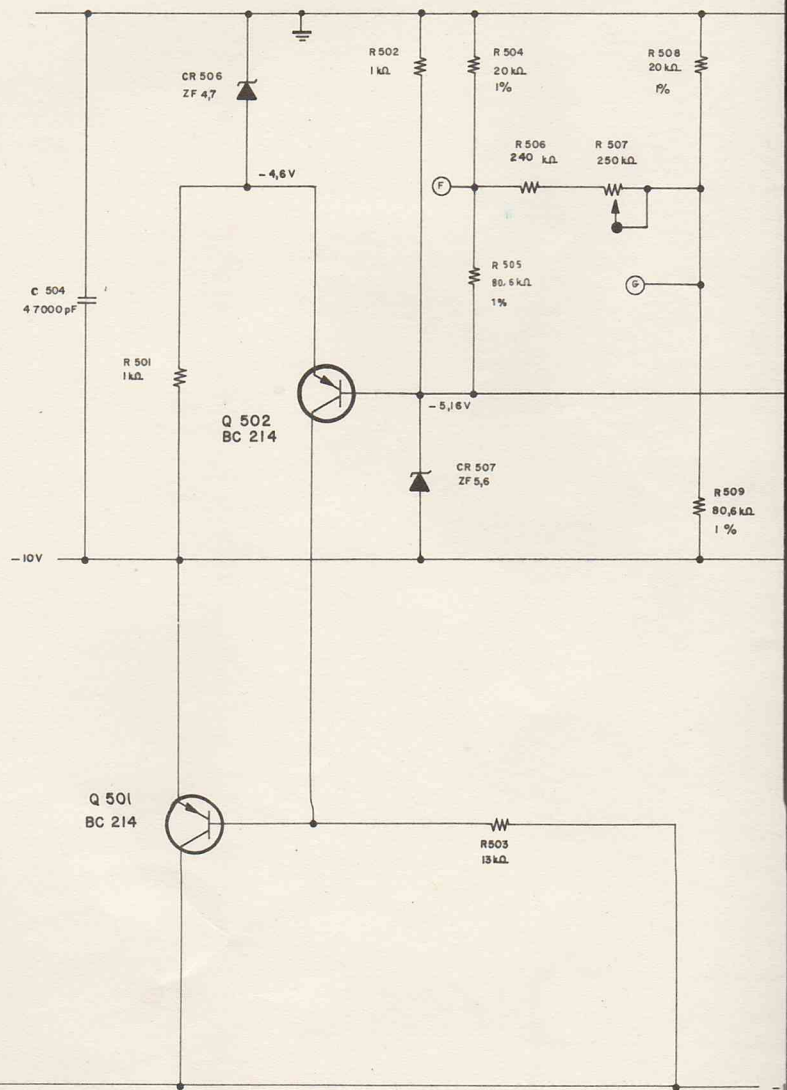 R 502
1 kΩ
R 504
20 kΩ
1%
R 508
20 kΩ
1%
CR 506
ZF 4,7
R 506
240 kΩ
R 507
250 kΩ
- 4,6 V
F
R 505
80,6 kΩ
1%
G
C 504
47000 pF
R 501
1 kΩ
Q 502
BC 214
- 5,16 V
CR 507
ZF 5,6
R 509
80,6 kΩ
1 %
- 10 V
Q 501
BC 214
R503
13 kΩ